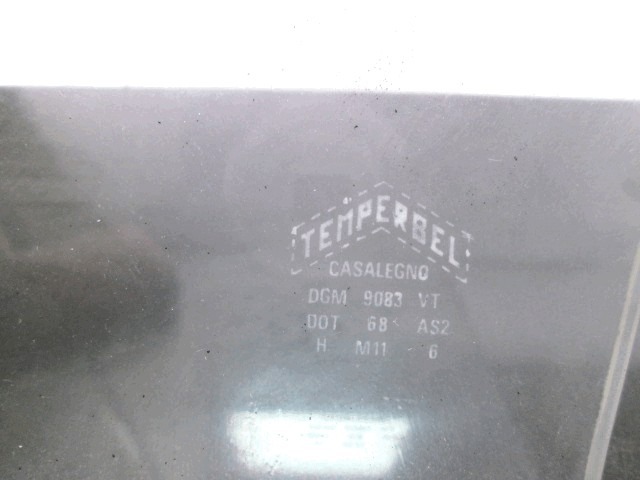 TEMPERBEL
CASALEGNO
DGM 9083 VT
DOT 68 AS2
H M11 6